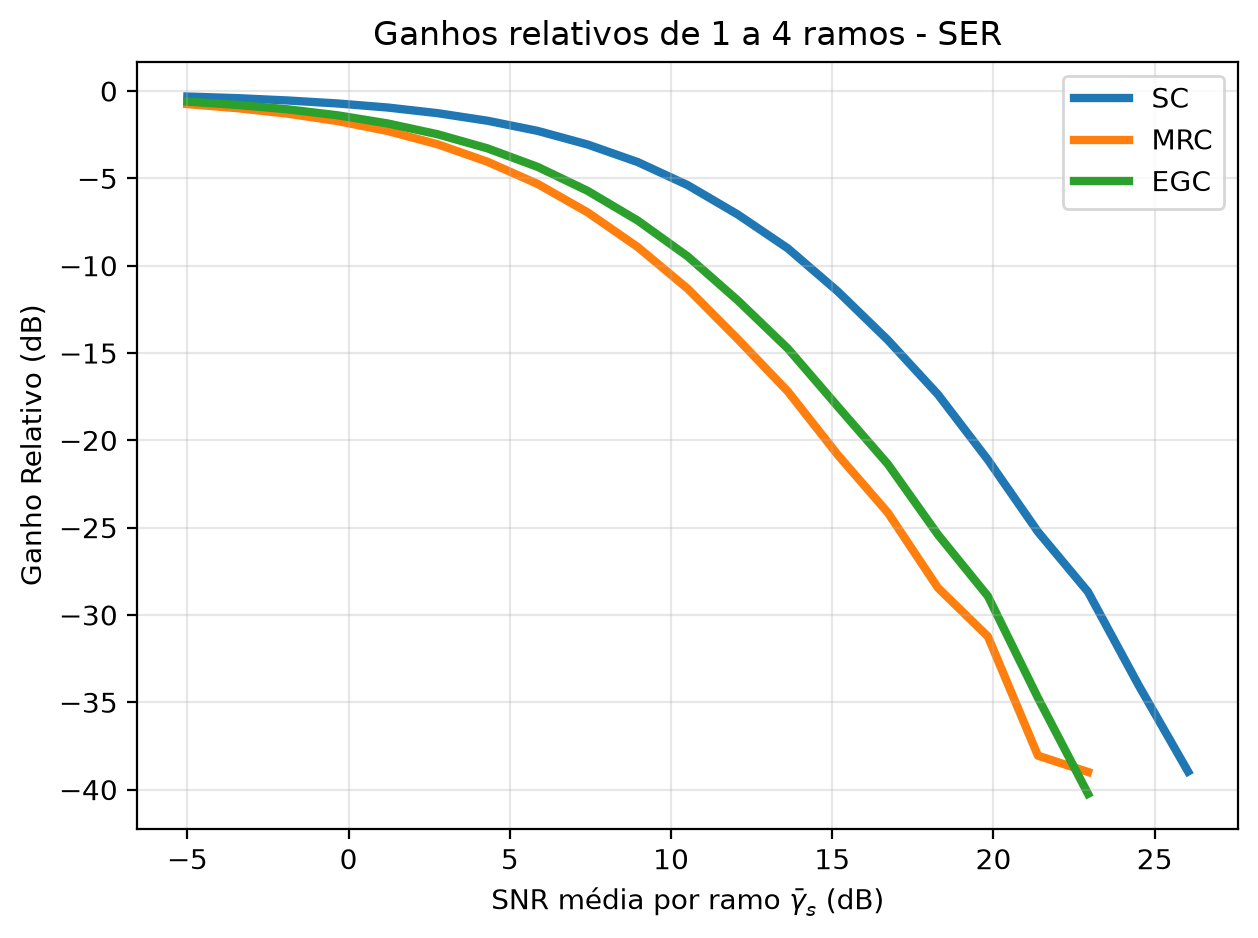 Ganhos relativos de 1 a 4 ramos - SER
SC
MRC
EGC
Ganho Relativo (dB)
0
−5
−10
−15
−20
−25
−30
−35
−40
−5
0
5
10
15
20
25
SNR média por ramo γ̄ₛ (dB)